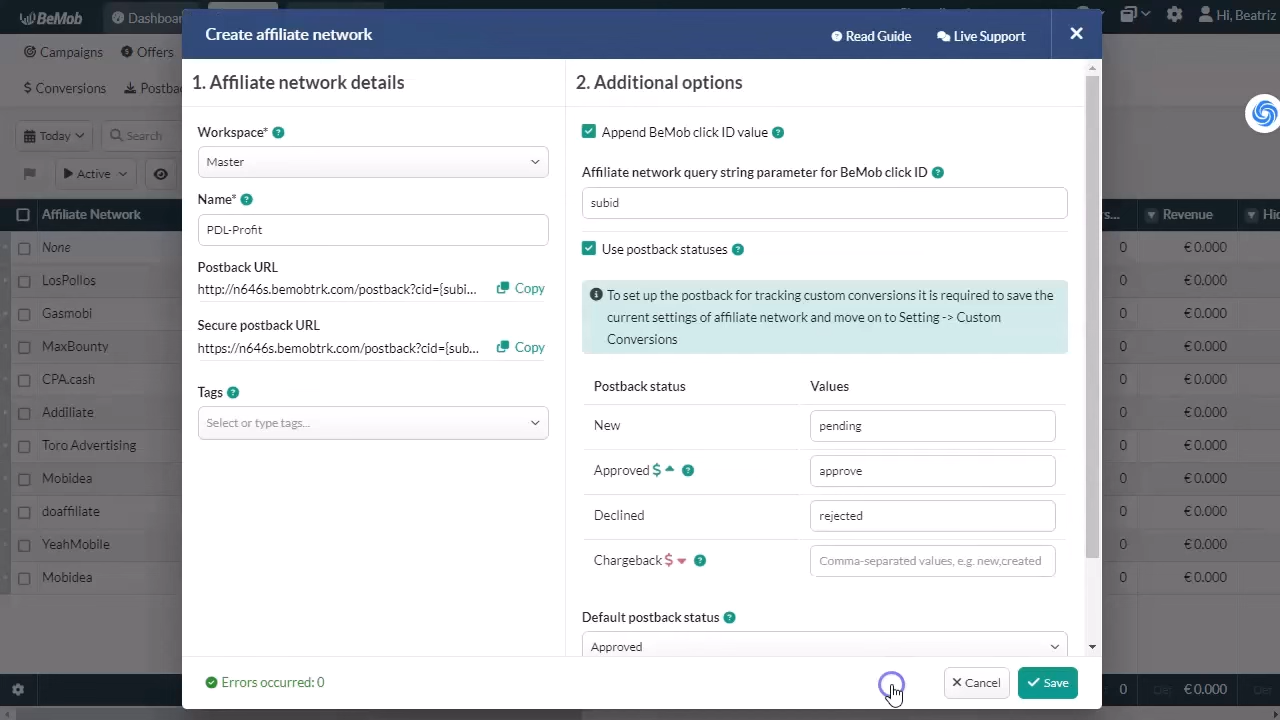 BeMob
Dashboa
Hi, Beatriz
Create affiliate network
Read Guide
Live Support
Campaigns
Offers
Conversions
Postba
Today
Search
Active
Affiliate Network
None
LosPollos
Gasmobi
MaxBounty
CPA.cash
Addiliate
Toro Advertising
Mobidea
doaffiliate
YeahMobile
Mobidea
1. Affiliate network details
Workspace*
Master
Name*
PDL-Profit
Postback URL
http://n646s.bemobtrk.com/postback?cid={subi...
Copy
Secure postback URL
https://n646s.bemobtrk.com/postback?cid={sub...
Copy
Tags
Select or type tags...
2. Additional options
Append BeMob click ID value
Affiliate network query string parameter for BeMob click ID
subid
Use postback statuses
To set up the postback for tracking custom conversions it is required to save the
current settings of affiliate network and move on to Setting -> Custom
Conversions
Postback status Values
New pending
Approved $ approve
Declined rejected
Chargeback $ Comma-separated values, e.g. new,created
Default postback status
Approved
Errors occurred: 0
Cancel
Save
s... Revenue Hi
0 €0.000
0 €0.000
0 €0.000
0 €0.000
0 €0.000
0 €0.000
0 €0.000
0 €0.000
0 €0.000
0 €0.000
0 €0.000
0 €0.000